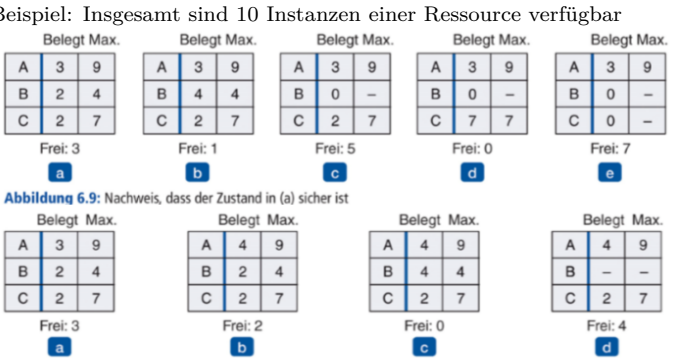 Beispiel: Insgesamt sind 10 Instanzen einer Ressource verfügbar
Belegt Max. Belegt Max. Belegt Max. Belegt Max. Belegt Max.
A 3 9 A 3 9 A 3 9 A 3 9 A 3 9
B 2 4 B 4 4 B 0 – B 0 – B 0 –
C 2 7 C 2 7 C 2 7 C 7 7 C 0 –
Frei: 3 Frei: 1 Frei: 5 Frei: 0 Frei: 7
a b c d e
Abbildung 6.9: Nachweis, dass der Zustand in (a) sicher ist
Belegt Max. Belegt Max. Belegt Max. Belegt Max.
A 3 9 A 4 9 A 4 9 A 4 9
B 2 4 B 2 4 B 4 4 B – –
C 2 7 C 2 7 C 2 7 C 2 7
Frei: 3 Frei: 2 Frei: 0 Frei: 4
a b c d